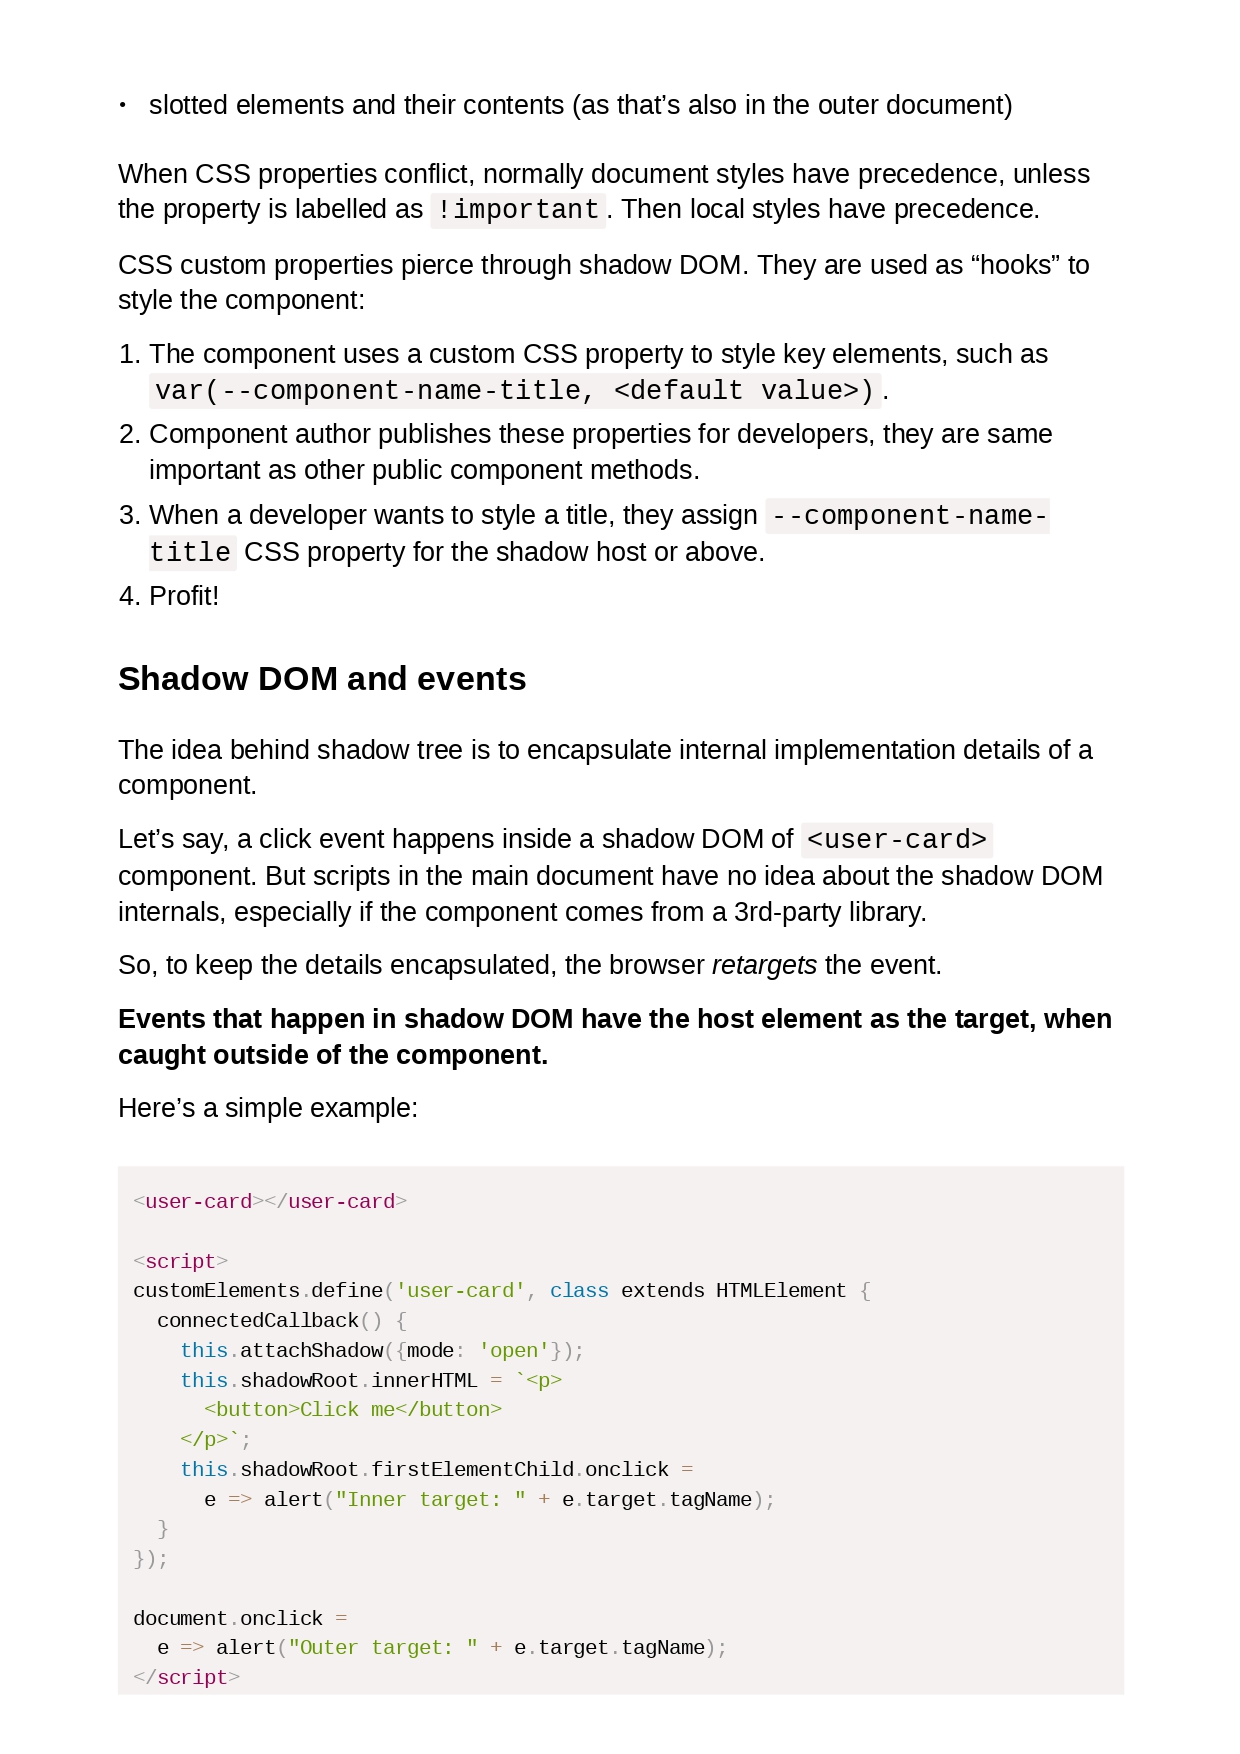 • slotted elements and their contents (as that’s also in the outer document)
When CSS properties conflict, normally document styles have precedence, unless
the property is labelled as !important. Then local styles have precedence.
CSS custom properties pierce through shadow DOM. They are used as “hooks” to
style the component:
1. The component uses a custom CSS property to style key elements, such as
var(--component-name-title, <default value>).
2. Component author publishes these properties for developers, they are same
important as other public component methods.
3. When a developer wants to style a title, they assign --component-name-
title CSS property for the shadow host or above.
4. Profit!
Shadow DOM and events
The idea behind shadow tree is to encapsulate internal implementation details of a
component.
Let’s say, a click event happens inside a shadow DOM of <user-card>
component. But scripts in the main document have no idea about the shadow DOM
internals, especially if the component comes from a 3rd-party library.
So, to keep the details encapsulated, the browser retargets the event.
Events that happen in shadow DOM have the host element as the target, when
caught outside of the component.
Here’s a simple example:
<user-card></user-card>
<script>
customElements.define('user-card', class extends HTMLElement {
  connectedCallback() {
    this.attachShadow({mode: 'open'});
    this.shadowRoot.innerHTML = `<p>
      <button>Click me</button>
    </p>`;
    this.shadowRoot.firstElementChild.onclick =
      e => alert("Inner target: " + e.target.tagName);
  }
});
document.onclick =
  e => alert("Outer target: " + e.target.tagName);
</script>